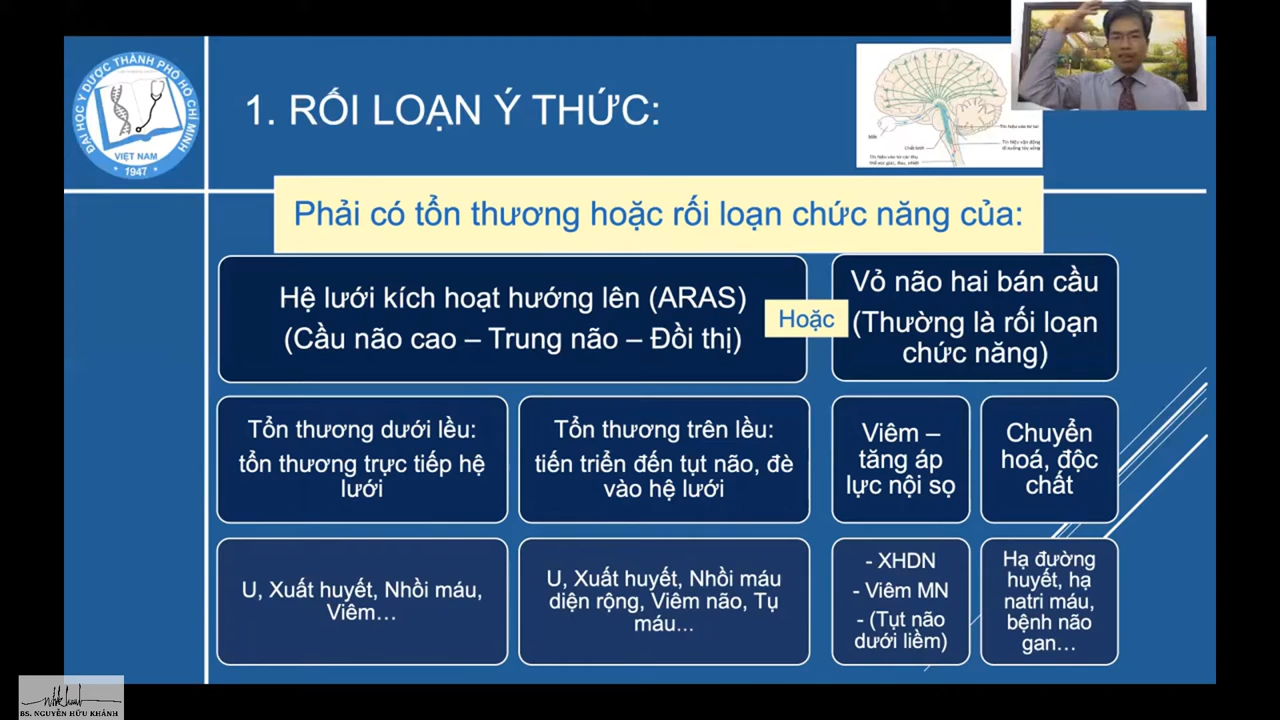 ĐẠI HỌC Y DƯỢC THÀNH PHỐ HỒ CHÍ MINH
VIỆT NAM
1947
1. RỐI LOẠN Ý THỨC:
Mắt
Chất lưới
Phải có tổn thương hoặc rối loạn chức năng của:
Hệ lưới kích hoạt hướng lên (ARAS)
(Cầu não cao – Trung não – Đồi thị)
Hoặc
Vỏ não hai bán cầu
(Thường là rối loạn
chức năng)
Tổn thương dưới lều:
tổn thương trực tiếp hệ
lưới
Tổn thương trên lều:
tiến triển đến tụt não, đè
vào hệ lưới
Viêm –
tăng áp
lực nội sọ
Chuyển
hoá, độc
chất
U, Xuất huyết, Nhồi máu,
Viêm…
U, Xuất huyết, Nhồi máu
diện rộng, Viêm não, Tụ
máu…
- XHDN
- Viêm MN
- (Tụt não
dưới liềm)
Hạ đường
huyết, hạ
natri máu,
bệnh não
gan…
BS. NGUYỄN HỮU KHÁNH